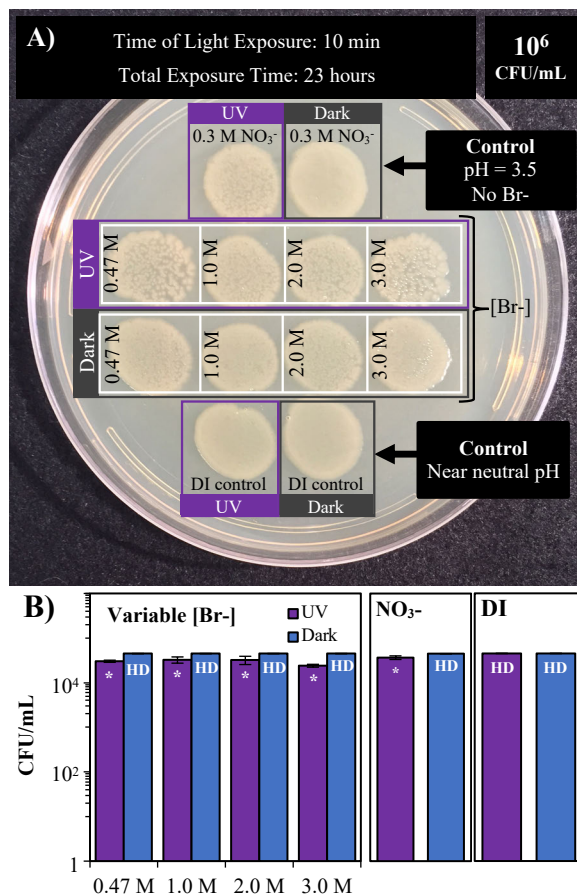 A)
Time of Light Exposure: 10 min
Total Exposure Time: 23 hours
10⁶
CFU/mL
UV
Dark
0.3 M NO₃⁻
0.3 M NO₃⁻
Control
pH = 3.5
No Br-
UV
0.47 M
1.0 M
2.0 M
3.0 M
[Br-]
Dark
0.47 M
1.0 M
2.0 M
3.0 M
DI control
DI control
UV
Dark
Control
Near neutral pH
B)
Variable [Br-]
UV
Dark
NO₃-
DI
CFU/mL
10⁴
10²
1
* HD * HD * HD * HD * HD HD HD
0.47 M 1.0 M 2.0 M 3.0 M